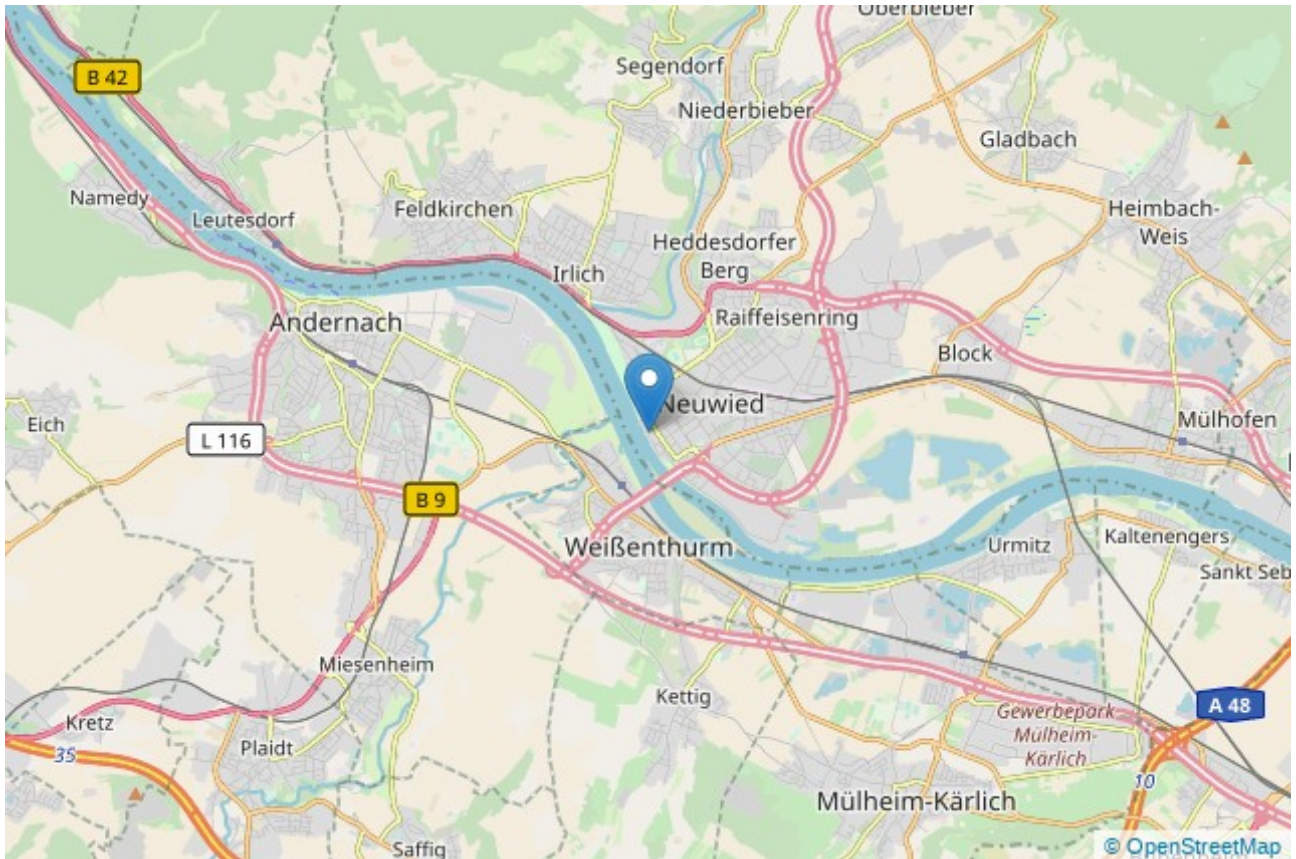 Oberbieber
B 42
Segendorf
Niederbieber
Gladbach
Namedy
Leutesdorf
Feldkirchen
Heimbach-
Weis
Heddesdorfer
Berg
Irlich
Raiffeisenring
Andernach
Block
Neuwied
Eich
L 116
Mülhofen
B 9
Weißenthurm
Urmitz
Kaltenengers
Sankt Seb
Miesenheim
Kettig
Kretz
Plaidt
35
A 48
Gewerbepark
Mülheim-
Kärlich
10
Mülheim-Kärlich
Saffig
© OpenStreetMap